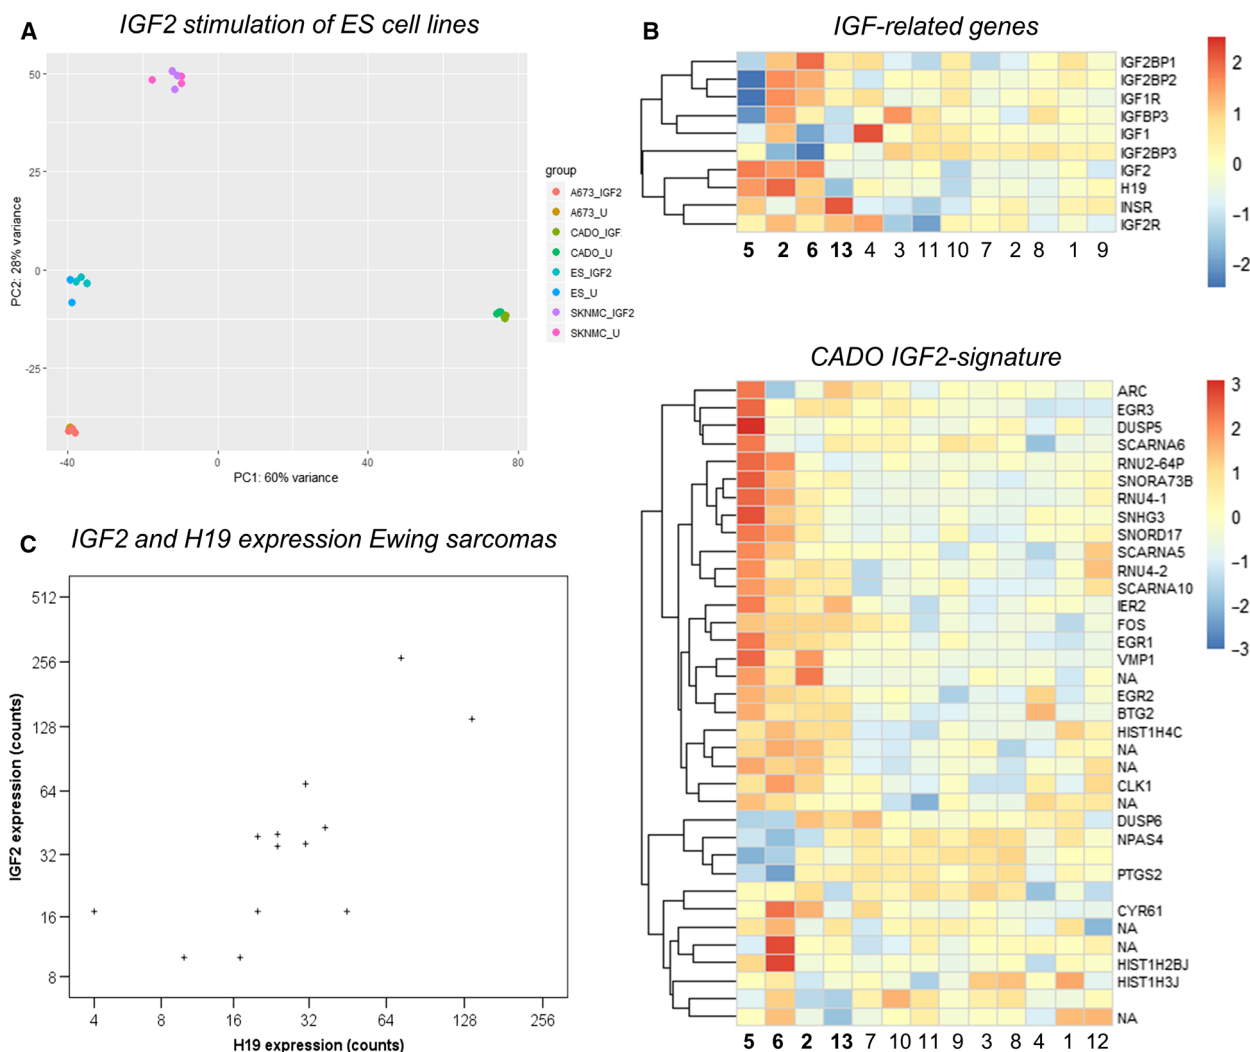 A
IGF2 stimulation of ES cell lines
50
25
0
-25
-40
0
40
80
PC2: 28% variance
PC1: 60% variance
group
A673_IGF2
A673_U
CADO_IGF
CADO_U
ES_IGF2
ES_U
SKNMC_IGF2
SKNMC_U
B
IGF-related genes
IGF2BP1
IGF2BP2
IGF1R
IGFBP3
IGF1
IGF2BP3
IGF2
H19
INSR
IGF2R
5 2 6 13 4 3 11 10 7 2 8 1 9
2
1
0
-1
-2
CADO IGF2-signature
ARC
EGR3
DUSP5
SCARNA6
RNU2-64P
SNORA73B
RNU4-1
SNHG3
SNORD17
SCARNA5
RNU4-2
SCARNA10
IER2
FOS
EGR1
VMP1
NA
EGR2
BTG2
HIST1H4C
NA
NA
CLK1
NA
DUSP6
NPAS4
PTGS2
CYR61
NA
NA
HIST1H2BJ
HIST1H3J
NA
5 6 2 13 7 10 11 9 3 8 4 1 12
3
2
1
0
-1
-2
-3
C
IGF2 and H19 expression Ewing sarcomas
512
256
128
64
32
16
8
4 8 16 32 64 128 256
IGF2 expression (counts)
H19 expression (counts)